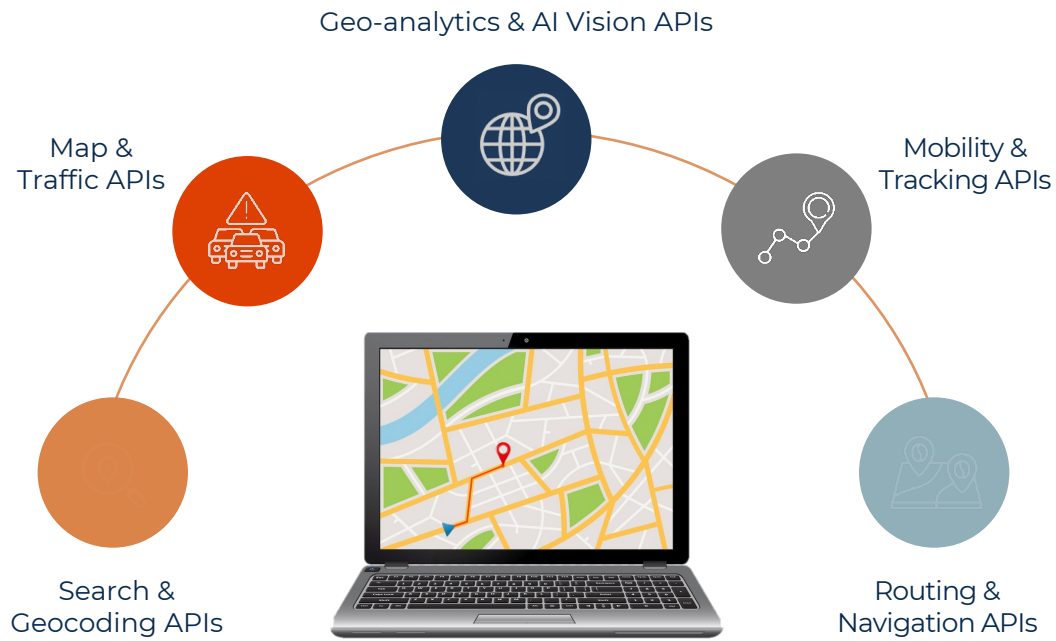 Geo-analytics & AI Vision APIs
Map &
Traffic APIs
Mobility &
Tracking APIs
Search &
Geocoding APIs
Routing &
Navigation APIs